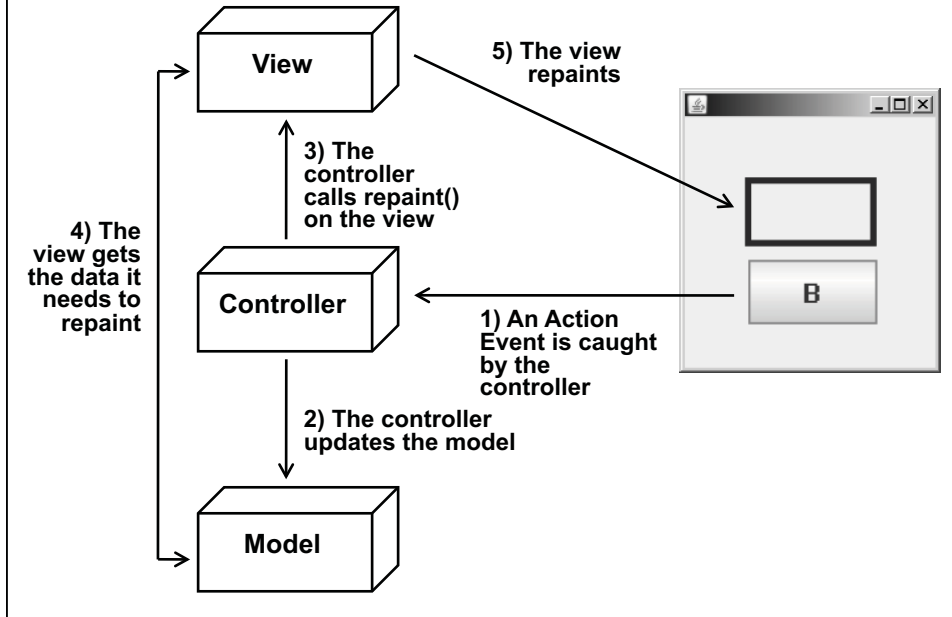 View
5) The view
repaints
3) The
controller
calls repaint()
on the view
4) The
view gets
the data it
needs to
repaint
Controller
B
1) An Action
Event is caught
by the
controller
2) The controller
updates the model
Model